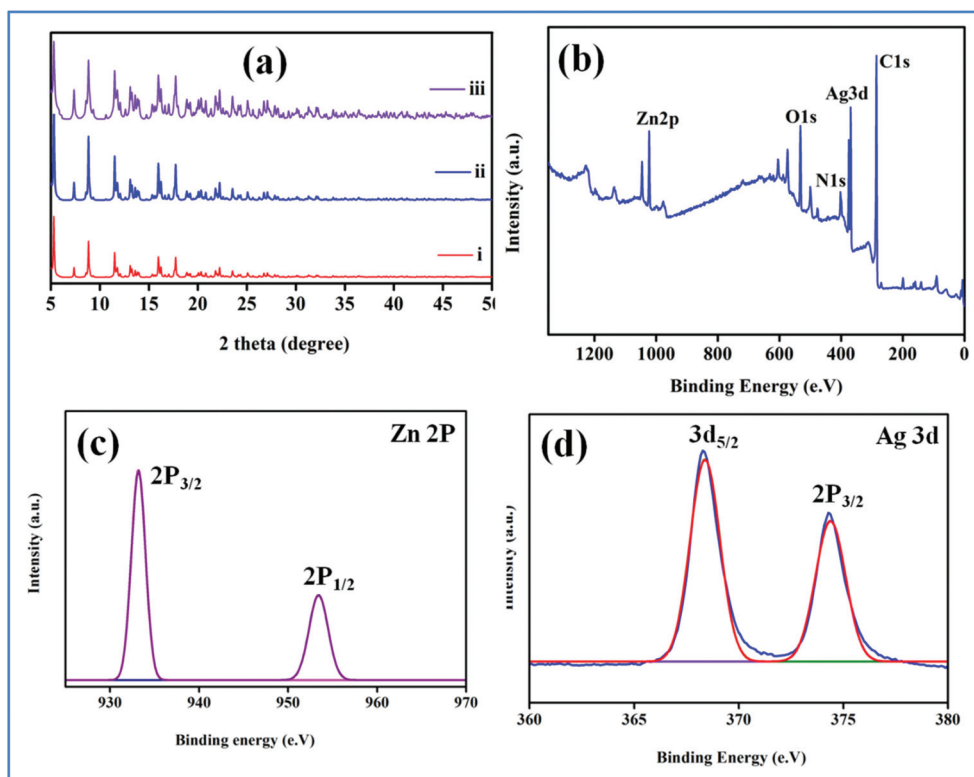 (a)
iii
ii
i
5 10 15 20 25 30 35 40 45 50
2 theta (degree)
(b)
C1s
Ag3d
Zn2p
O1s
N1s
Intensity (a.u.)
1200 1000 800 600 400 200 0
Binding Energy (e.V)
(c)
Zn 2P
2P3/2
2P1/2
Intensity (a.u.)
930 940 950 960 970
Binding energy (e.V)
(d)
3d5/2
Ag 3d
2P3/2
Intensity (a.u.)
360 365 370 375 380
Binding Energy (e.V)